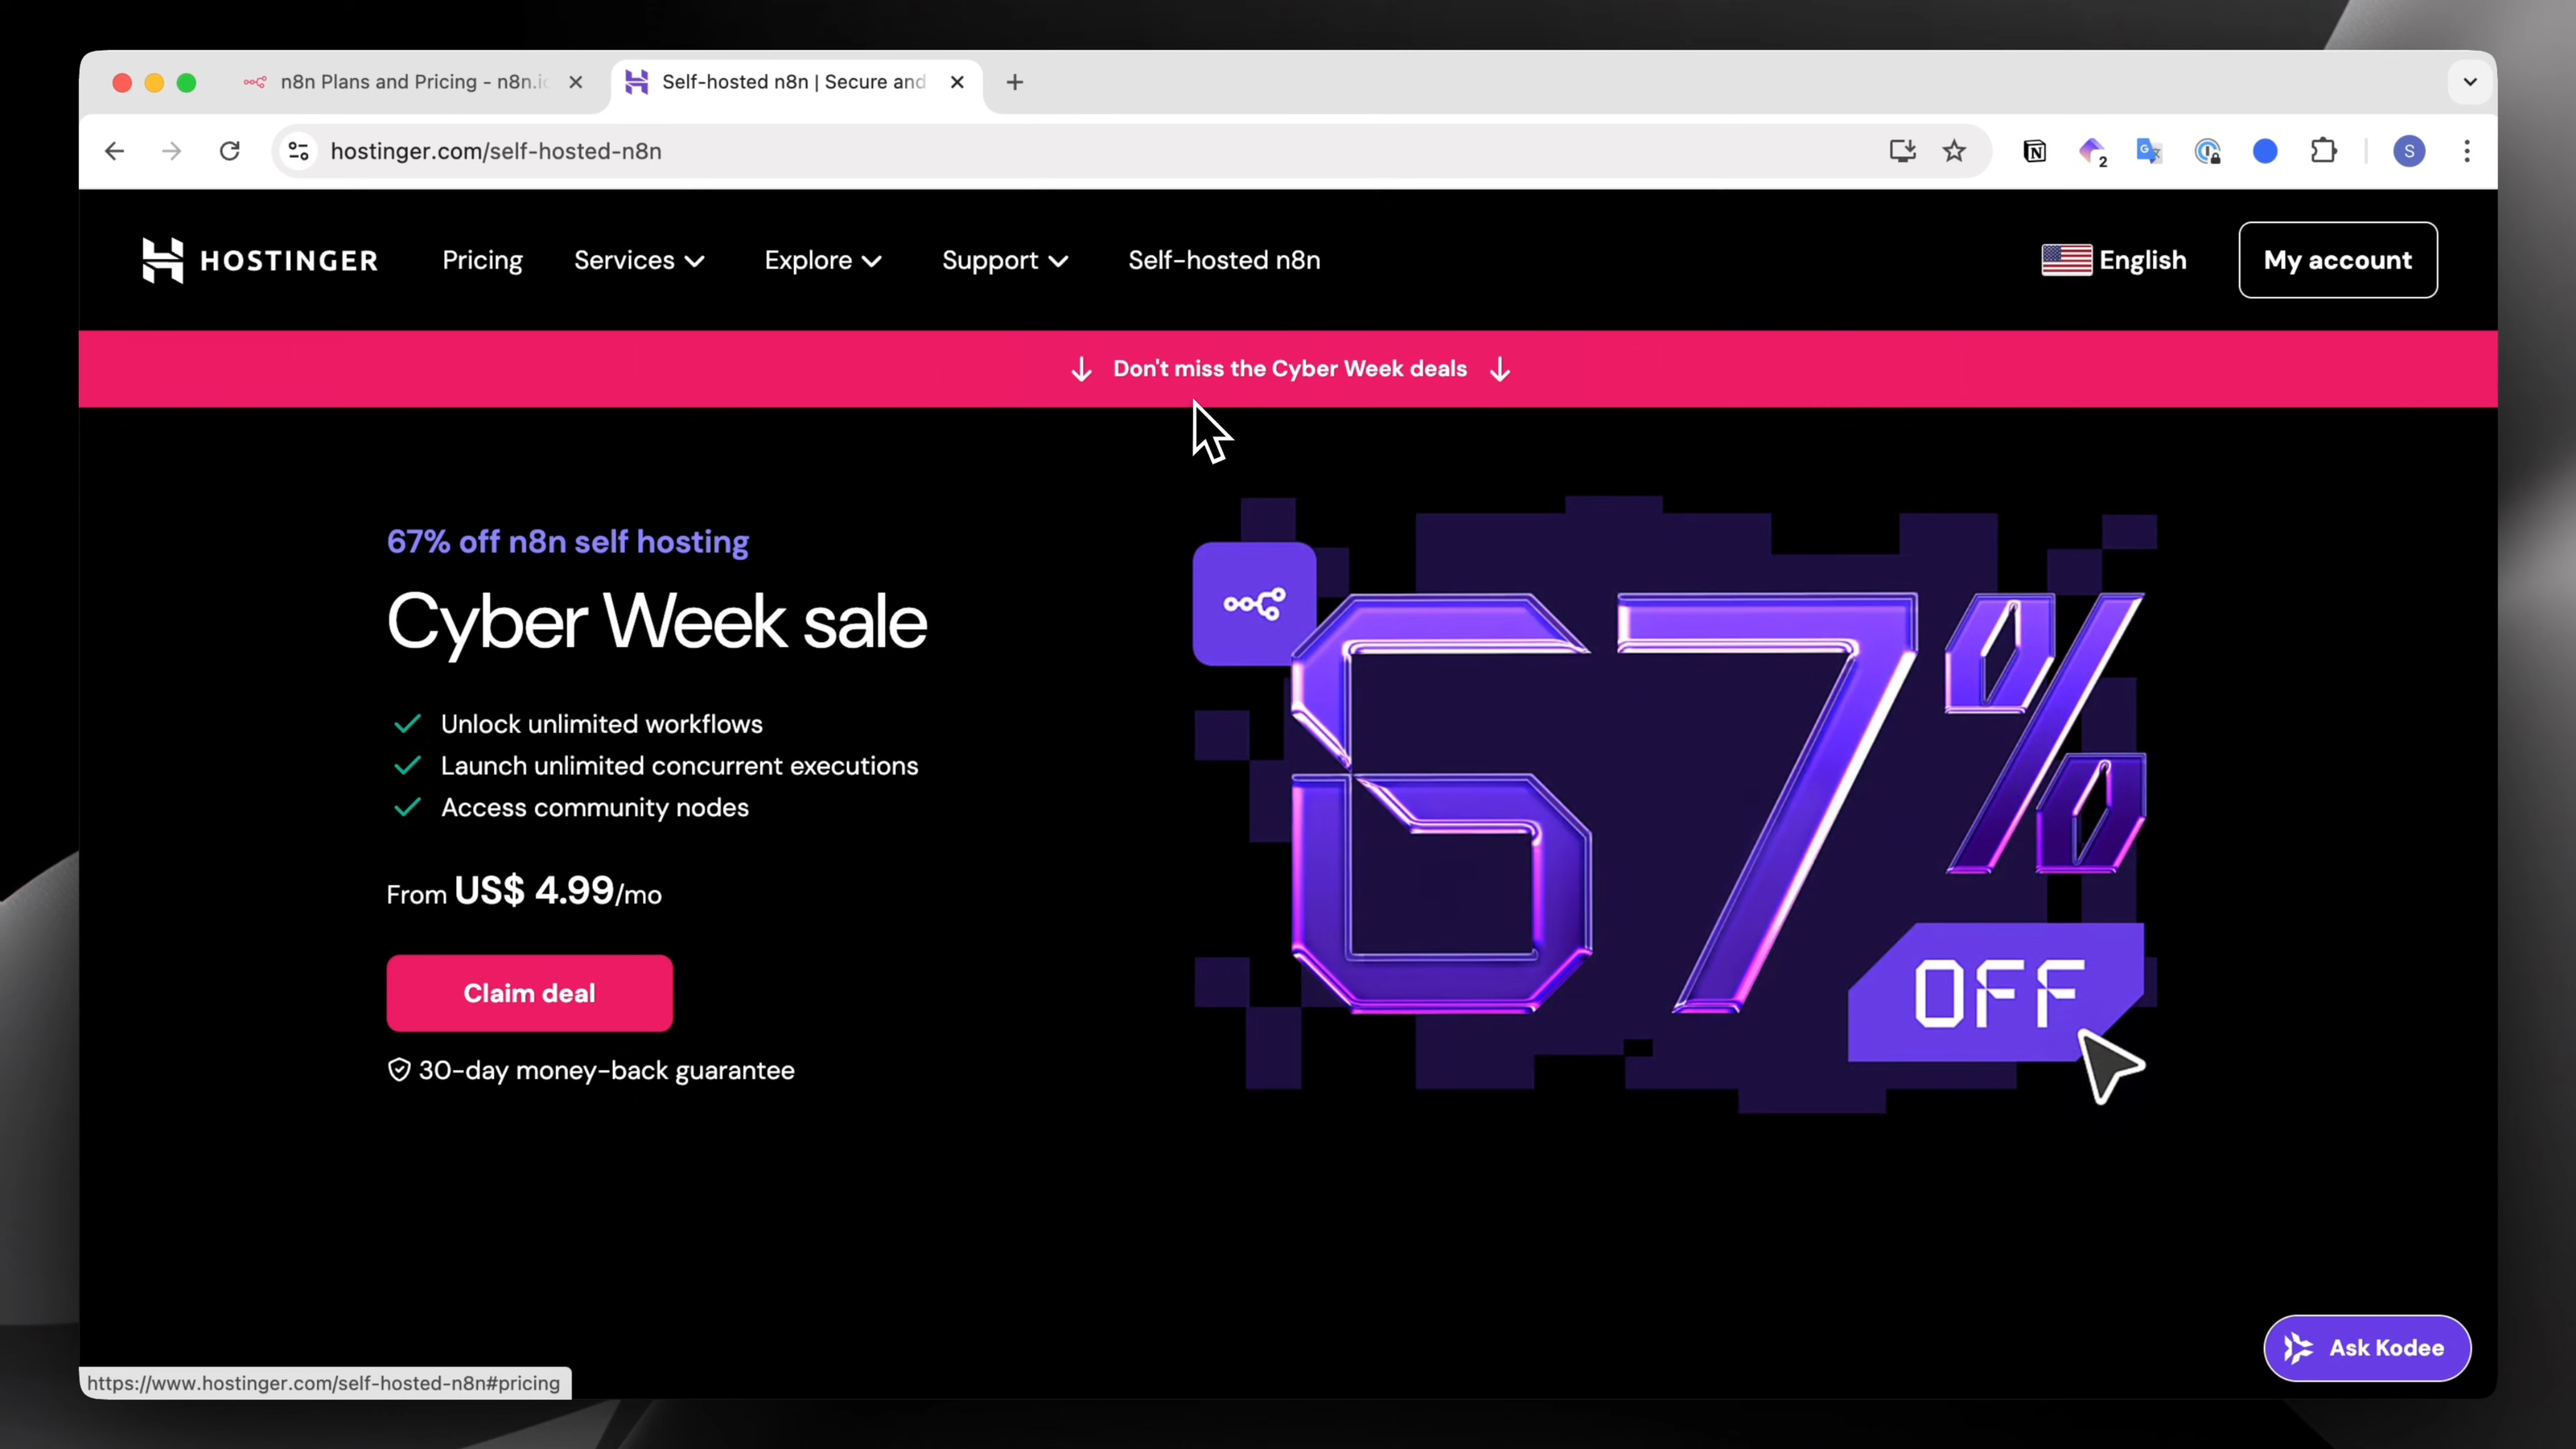 n8n Plans and Pricing - n8n.i
Self-hosted n8n | Secure and
hostinger.com/self-hosted-n8n
2
S
HOSTINGER
Pricing
Services
Explore
Support
Self-hosted n8n
English
My account
↓ Don't miss the Cyber Week deals ↓
67% off n8n self hosting
Cyber Week sale
Unlock unlimited workflows
Launch unlimited concurrent executions
Access community nodes
From US$ 4.99/mo
Claim deal
30-day money-back guarantee
67%
OFF
Ask Kodee
https://www.hostinger.com/self-hosted-n8n#pricing